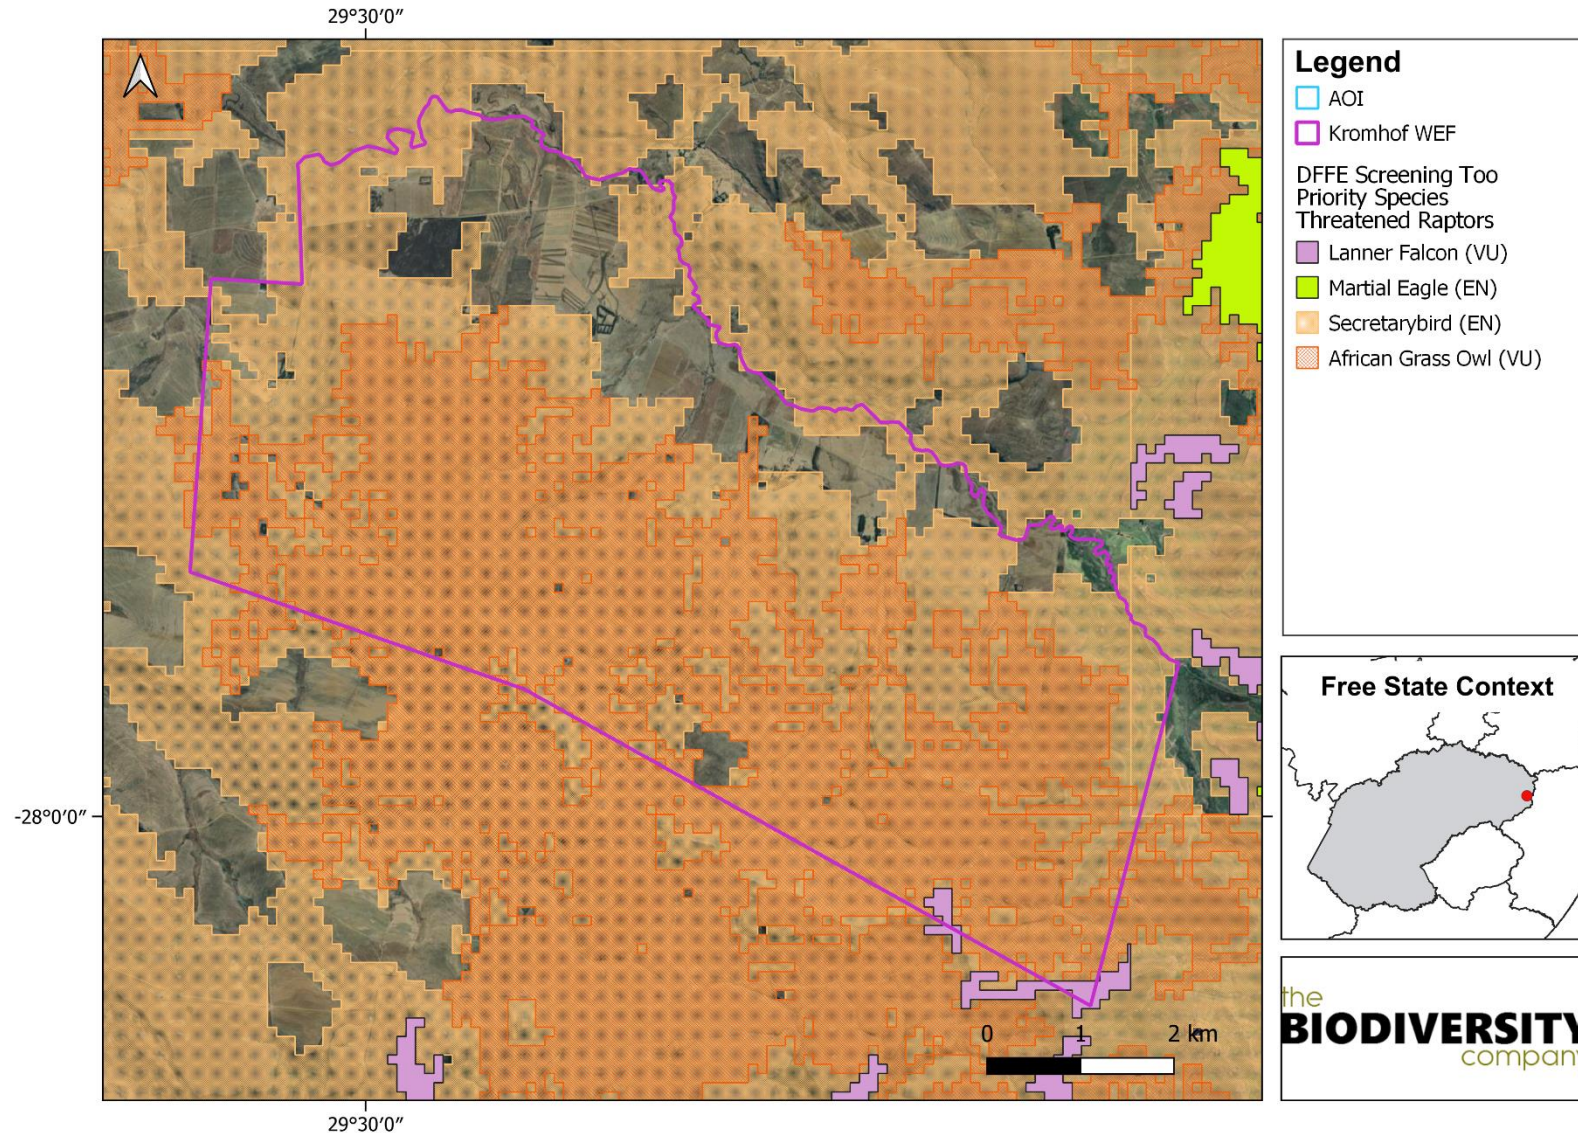 29°30′0″
Legend
AOI
Kromhof WEF
DFFE Screening Too
Priority Species
Threatened Raptors
Lanner Falcon (VU)
Martial Eagle (EN)
Secretarybird (EN)
African Grass Owl (VU)
Free State Context
-28°0′0″
the
BIODIVERSITY
company
0 1 2 km
29°30′0″